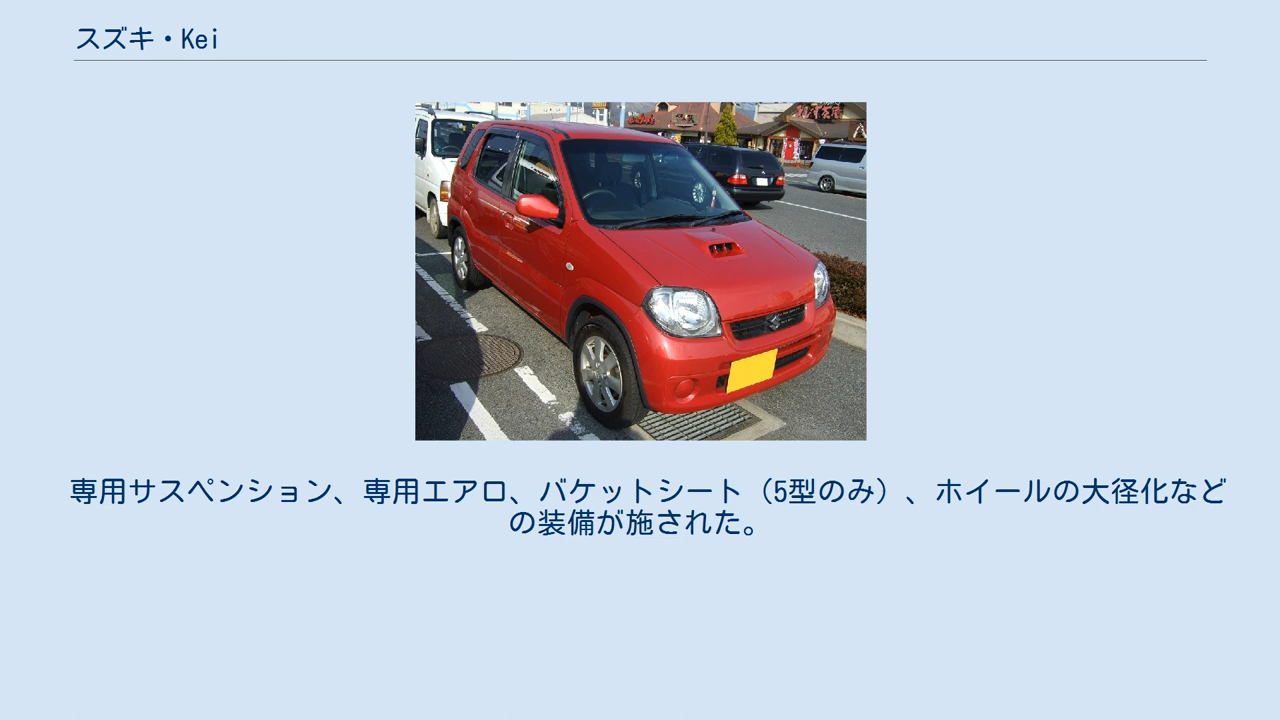 スズキ・Kei
専用サスペンション、専用エアロ、バケットシート（5型のみ）、ホイールの大径化など
の装備が施された。